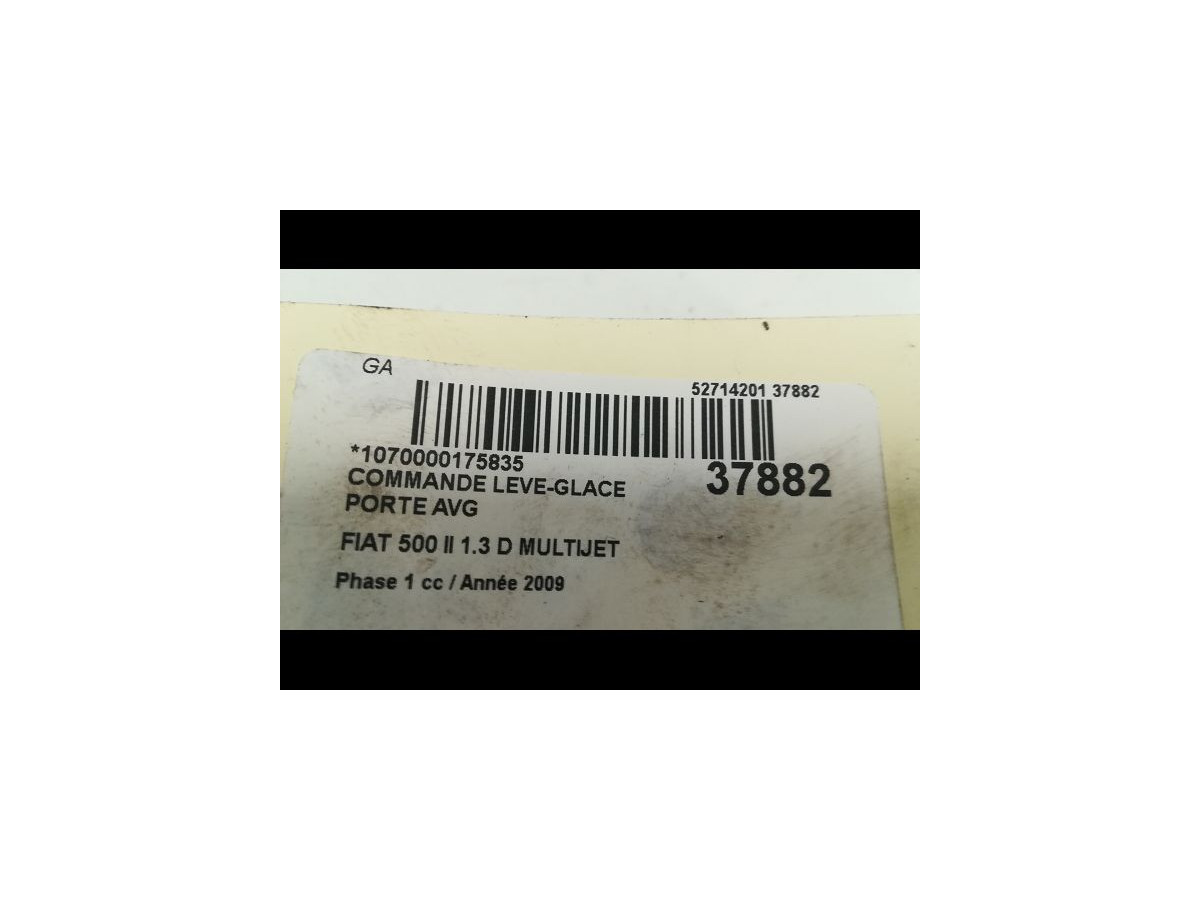 GA
52714201 37882
*1070000175835
37882
COMMANDE LEVE-GLACE
PORTE AVG
FIAT 500 II 1.3 D MULTIJET
Phase 1 cc / Année 2009